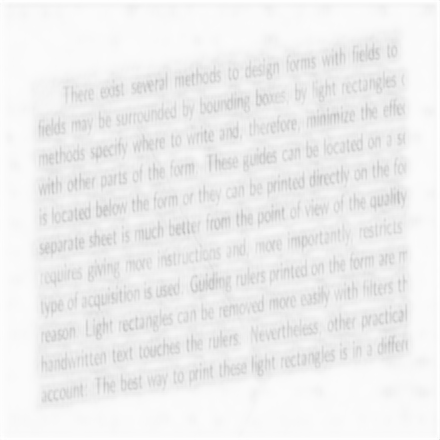 There exist several methods to design forms with fields to
fields may be surrounded by bounding boxes, by light rectangles
methods specify where to write and, therefore, minimize the effec
with other parts of the form. These guides can be located on a se
is located below the form or they can be printed directly on the for
separate sheet is much better from the point of view of the quality
requires giving more instructions and, more importantly, restricts
type of acquisition is used. Guiding rulers printed on the form are m
reason. Light rectangles can be removed more easily with filters th
handwritten text touches the rulers. Nevertheless, other practical
account: The best way to print these light rectangles is in a differ